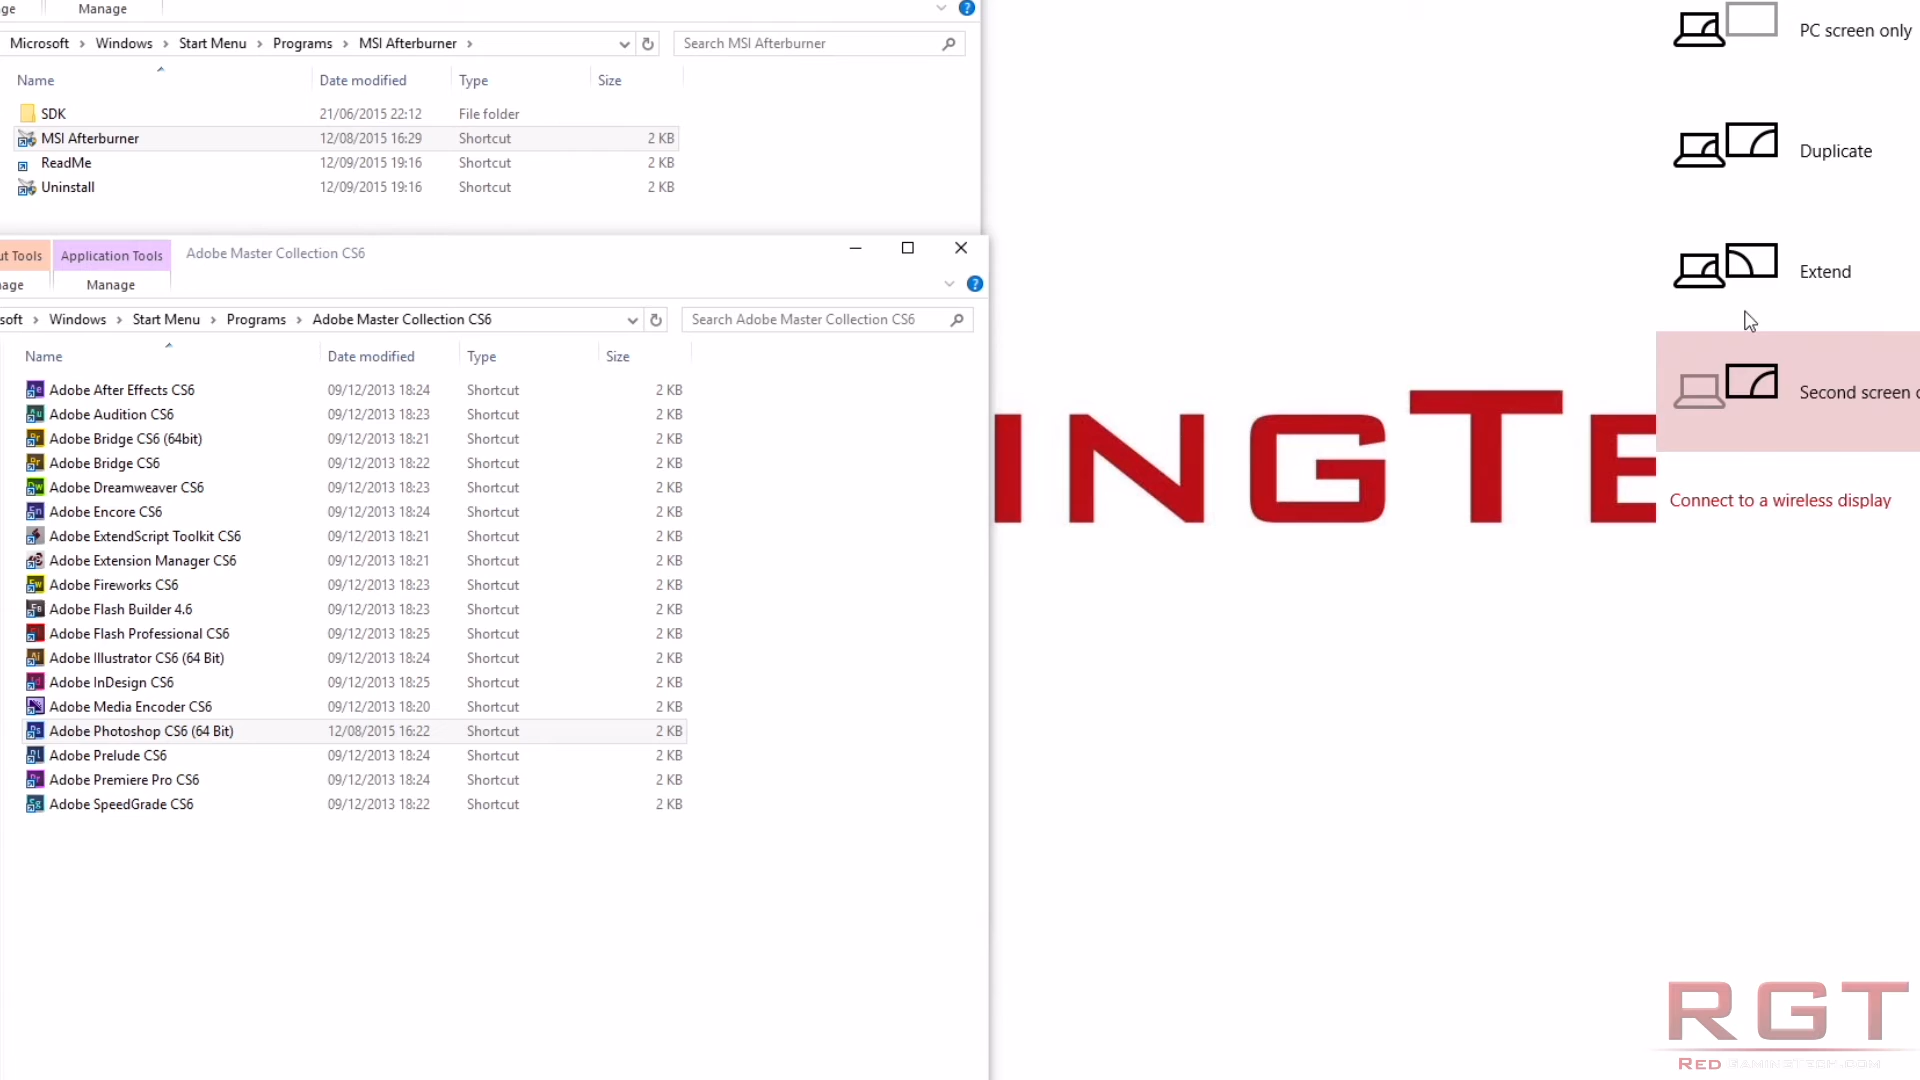 ge
Manage
Microsoft > Windows > Start Menu > Programs > MSI Afterburner >
Search MSI Afterburner
Name Date modified Type Size
SDK 21/06/2015 22:12 File folder
MSI Afterburner 12/08/2015 16:29 Shortcut 2 KB
ReadMe 12/09/2015 19:16 Shortcut 2 KB
Uninstall 12/09/2015 19:16 Shortcut 2 KB
ut Tools Application Tools Adobe Master Collection CS6
nage Manage
soft > Windows > Start Menu > Programs > Adobe Master Collection CS6
Search Adobe Master Collection CS6
Name Date modified Type Size
Adobe After Effects CS6 09/12/2013 18:24 Shortcut 2 KB
Adobe Audition CS6 09/12/2013 18:23 Shortcut 2 KB
Adobe Bridge CS6 (64bit) 09/12/2013 18:21 Shortcut 2 KB
Adobe Bridge CS6 09/12/2013 18:22 Shortcut 2 KB
Adobe Dreamweaver CS6 09/12/2013 18:23 Shortcut 2 KB
Adobe Encore CS6 09/12/2013 18:24 Shortcut 2 KB
Adobe ExtendScript Toolkit CS6 09/12/2013 18:21 Shortcut 2 KB
Adobe Extension Manager CS6 09/12/2013 18:21 Shortcut 2 KB
Adobe Fireworks CS6 09/12/2013 18:23 Shortcut 2 KB
Adobe Flash Builder 4.6 09/12/2013 18:23 Shortcut 2 KB
Adobe Flash Professional CS6 09/12/2013 18:25 Shortcut 2 KB
Adobe Illustrator CS6 (64 Bit) 09/12/2013 18:24 Shortcut 2 KB
Adobe InDesign CS6 09/12/2013 18:25 Shortcut 2 KB
Adobe Media Encoder CS6 09/12/2013 18:20 Shortcut 2 KB
Adobe Photoshop CS6 (64 Bit) 12/08/2015 16:22 Shortcut 2 KB
Adobe Prelude CS6 09/12/2013 18:24 Shortcut 2 KB
Adobe Premiere Pro CS6 09/12/2013 18:24 Shortcut 2 KB
Adobe SpeedGrade CS6 09/12/2013 18:22 Shortcut 2 KB
PC screen only
Duplicate
Extend
Second screen o
Connect to a wireless display
INGTE
RGT
RED GAMINGTECH.COM